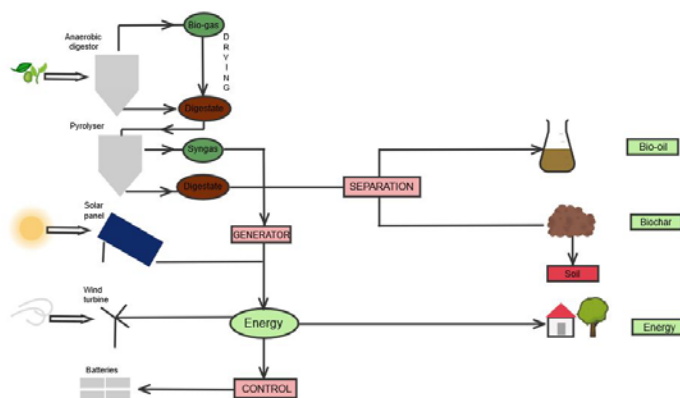 Anaerobic
digestor
Bio-gas
DRYING
Digestate
Pyrolyser
Syngas
Digestate
SEPARATION
Bio-oil
Solar
panel
GENERATOR
Biochar
Soil
Wind
turbine
Energy
Energy
Batteries
CONTROL